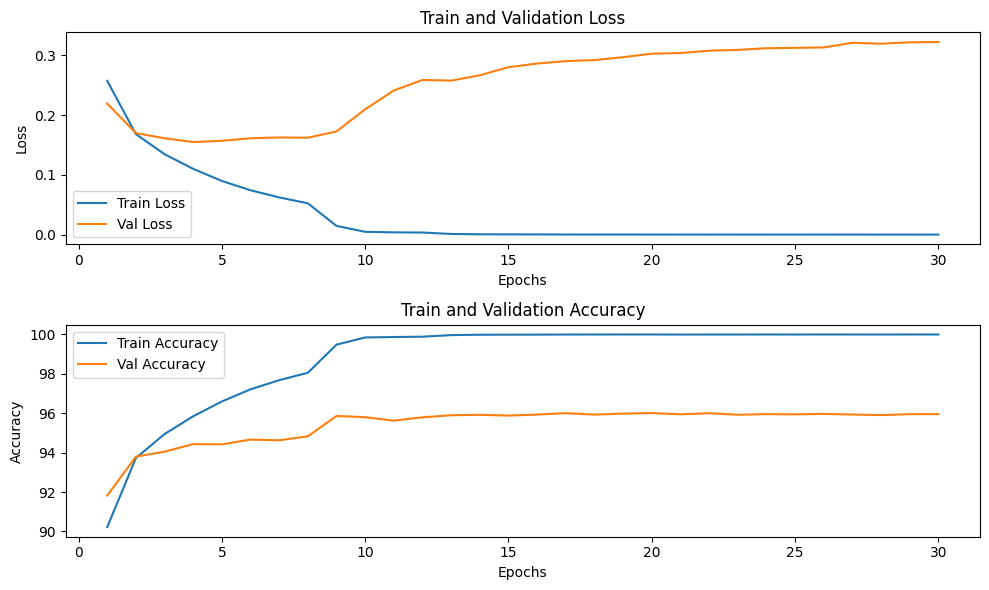 Train and Validation Loss
0.3
0.2
0.1
0.0
Loss
Train Loss
Val Loss
0 5 10 15 20 25 30
Epochs
Train and Validation Accuracy
100
98
96
94
92
90
Accuracy
Train Accuracy
Val Accuracy
0 5 10 15 20 25 30
Epochs